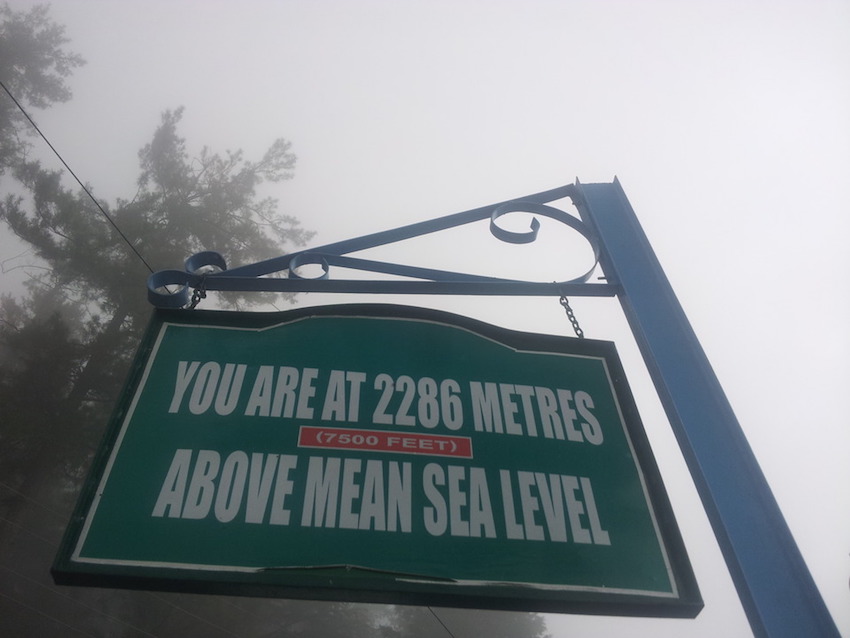 YOU ARE AT 2286 METRES
(7500 FEET)
ABOVE MEAN SEA LEVEL